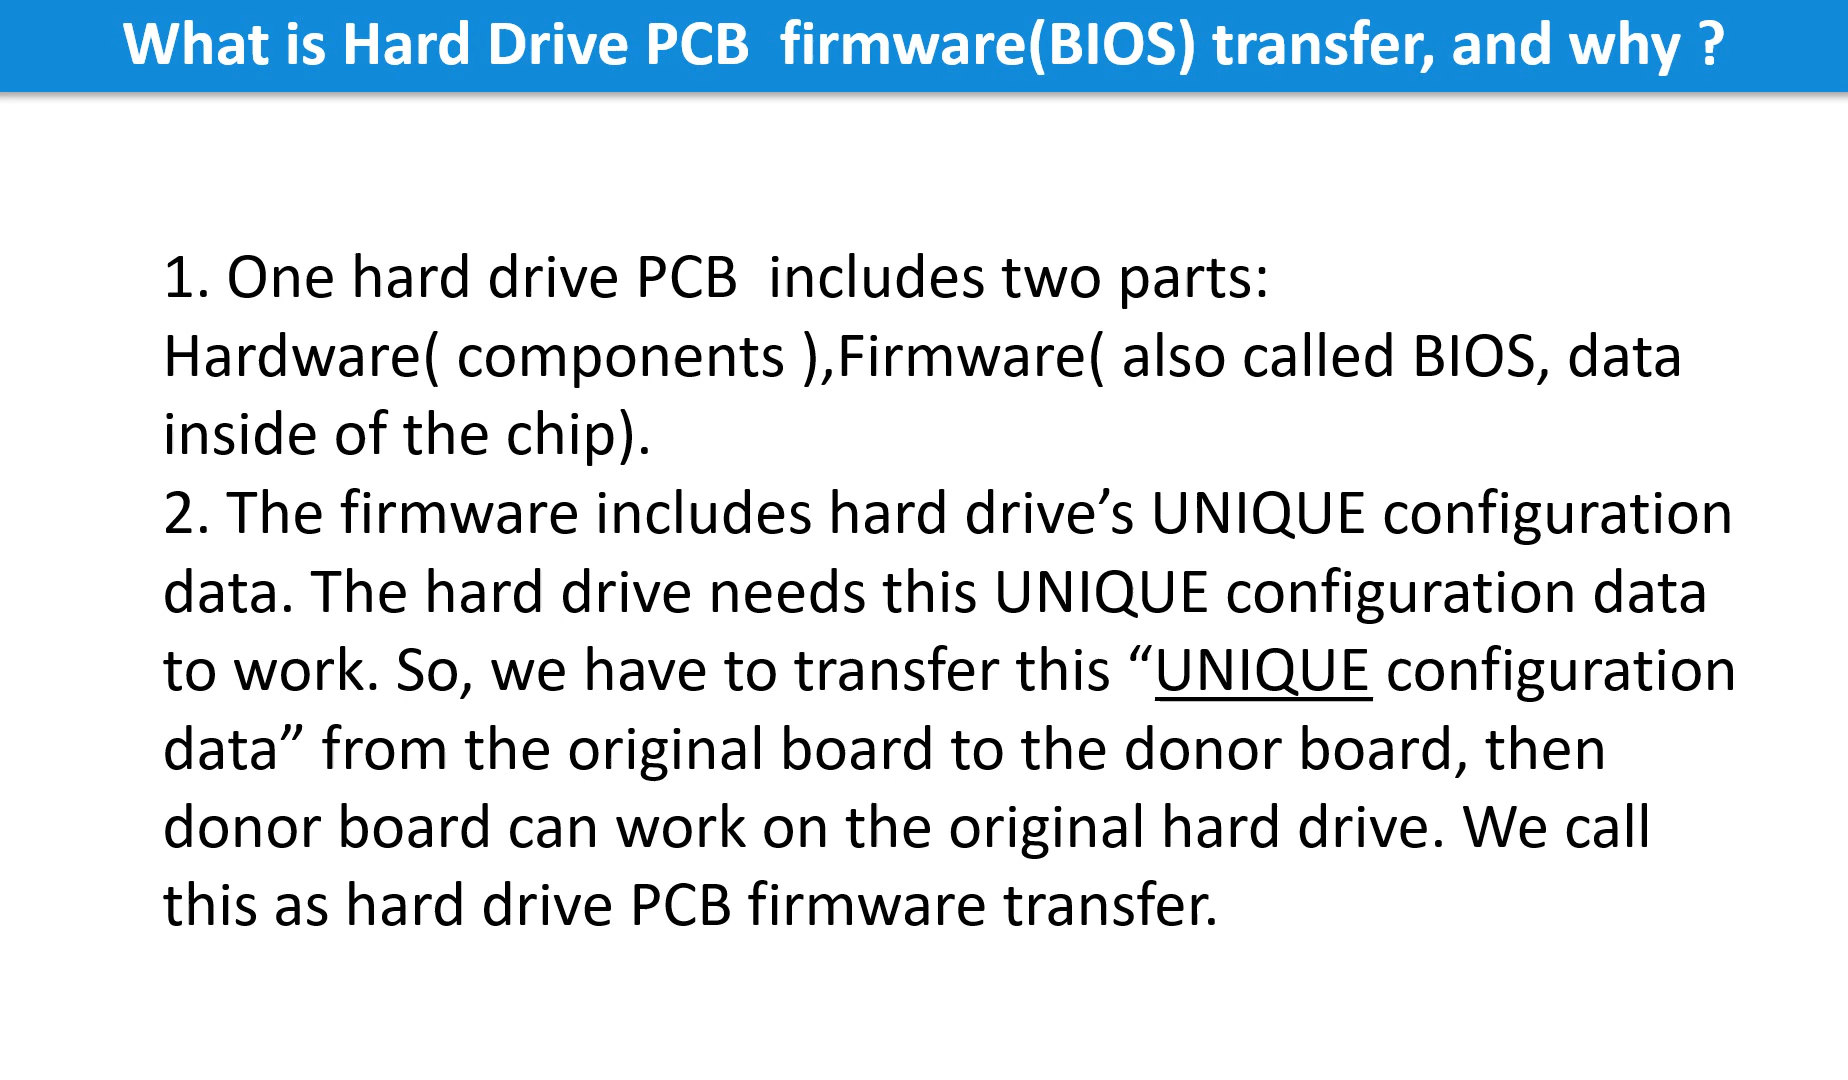 What is Hard Drive PCB  firmware(BIOS) transfer, and why ?
1. One hard drive PCB  includes two parts:
Hardware( components ),Firmware( also called BIOS, data
inside of the chip).
2. The firmware includes hard drive’s UNIQUE configuration
data. The hard drive needs this UNIQUE configuration data
to work. So, we have to transfer this “UNIQUE configuration
data” from the original board to the donor board, then
donor board can work on the original hard drive. We call
this as hard drive PCB firmware transfer.